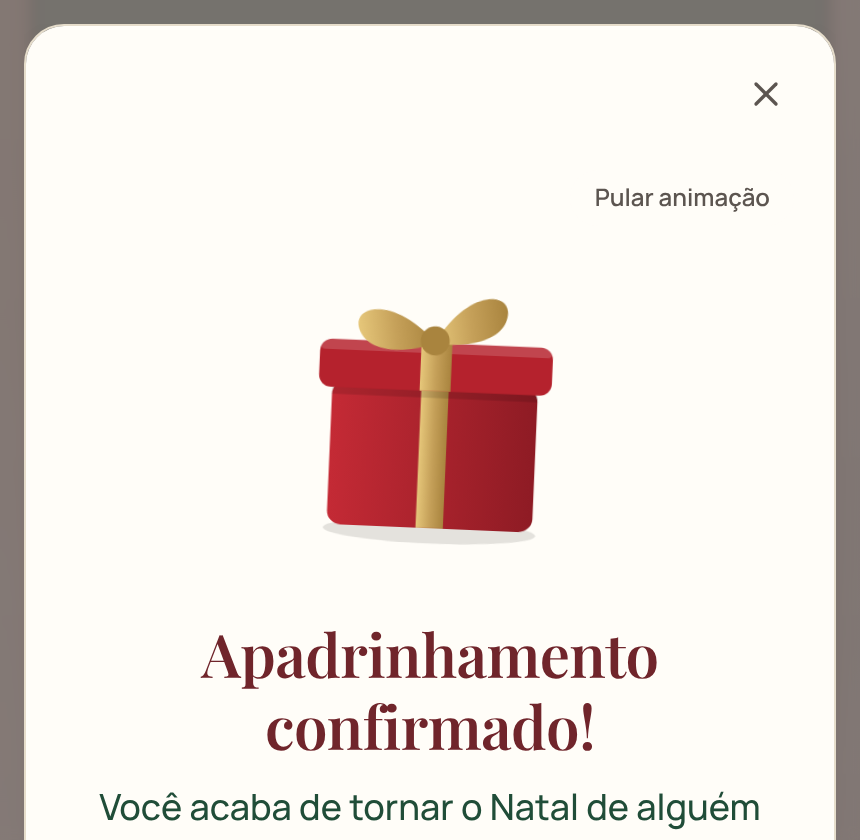 Pular animação
Apadrinhamento
confirmado!
Você acaba de tornar o Natal de alguém